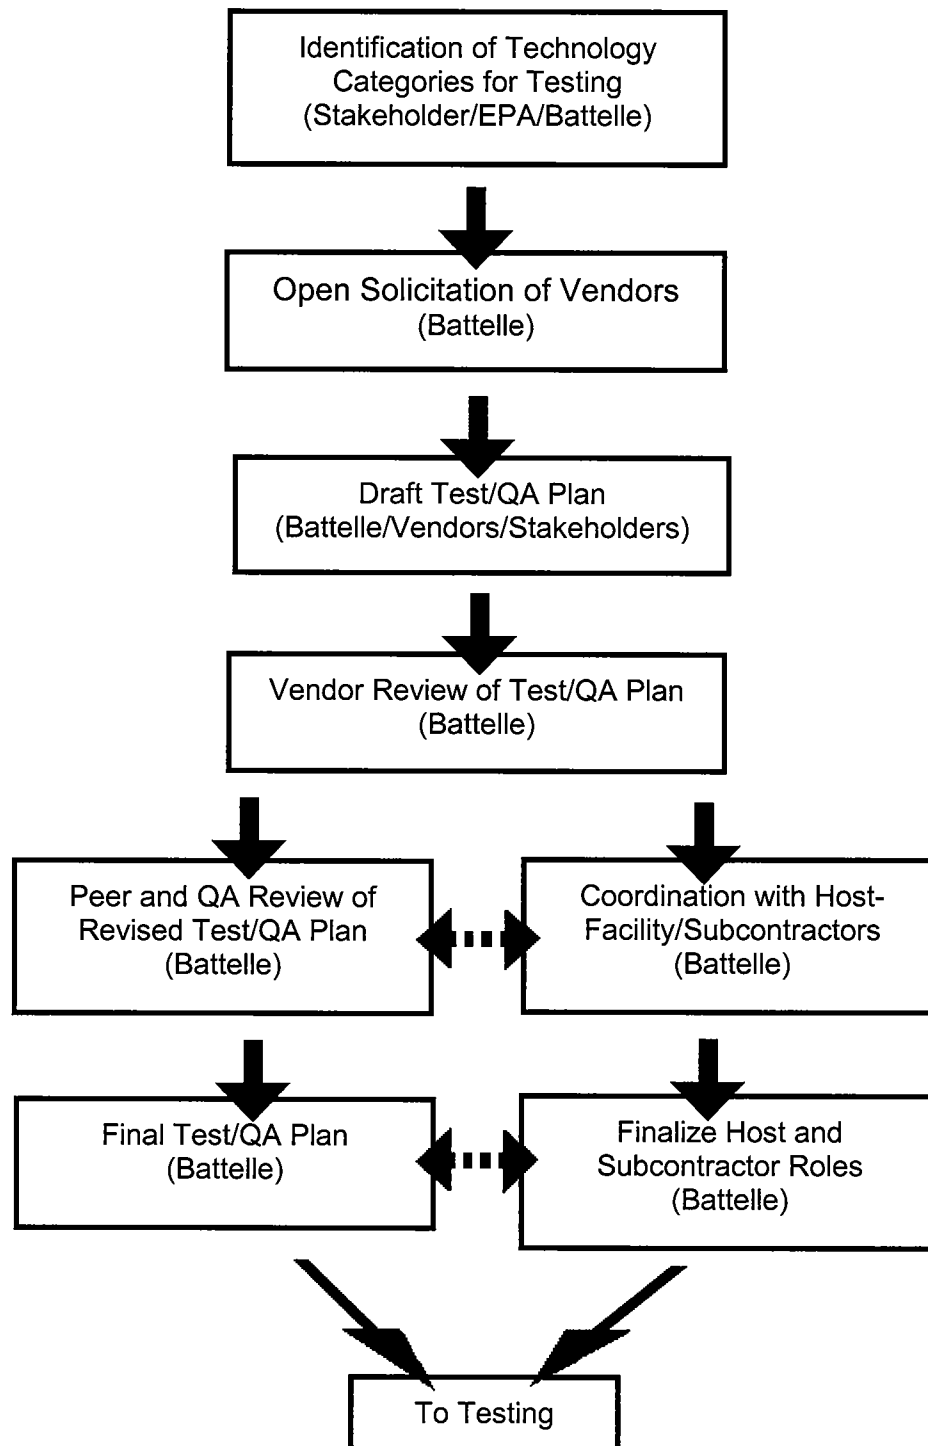 Identification of Technology
Categories for Testing
(Stakeholder/EPA/Battelle)
Open Solicitation of Vendors
(Battelle)
Draft Test/QA Plan
(Battelle/Vendors/Stakeholders)
Vendor Review of Test/QA Plan
(Battelle)
Peer and QA Review of
Revised Test/QA Plan
(Battelle)
Coordination with Host-
Facility/Subcontractors
(Battelle)
Final Test/QA Plan
(Battelle)
Finalize Host and
Subcontractor Roles
(Battelle)
To Testing